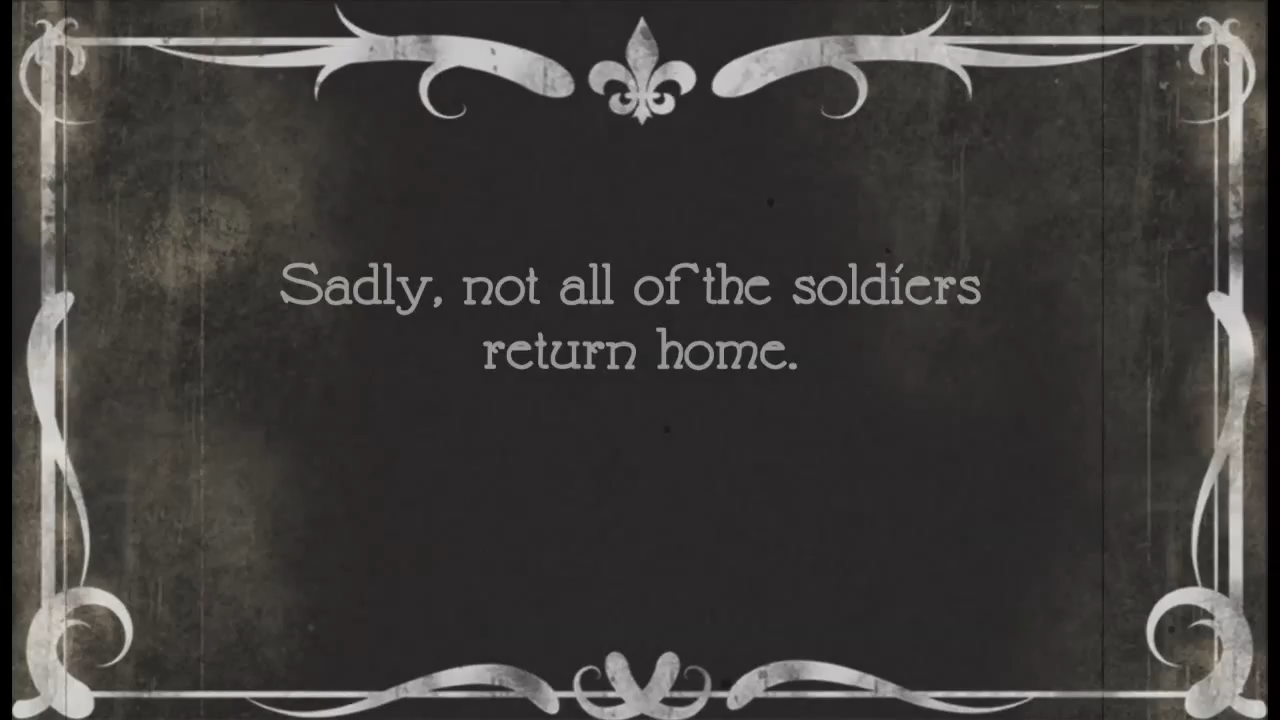 Sadly, not all of the soldiers
return home.